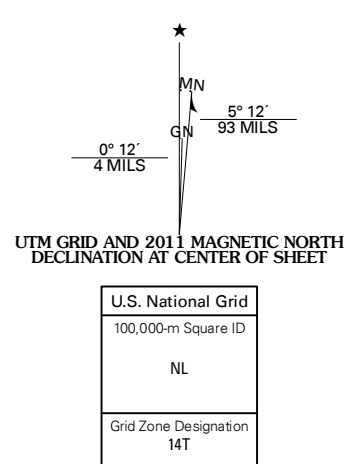 ★
MN
GN
5° 12´
93 MILS
0° 12´
4 MILS
UTM GRID AND 2011 MAGNETIC NORTH
DECLINATION AT CENTER OF SHEET
U.S. National Grid
100,000-m Square ID
NL
Grid Zone Designation
14T